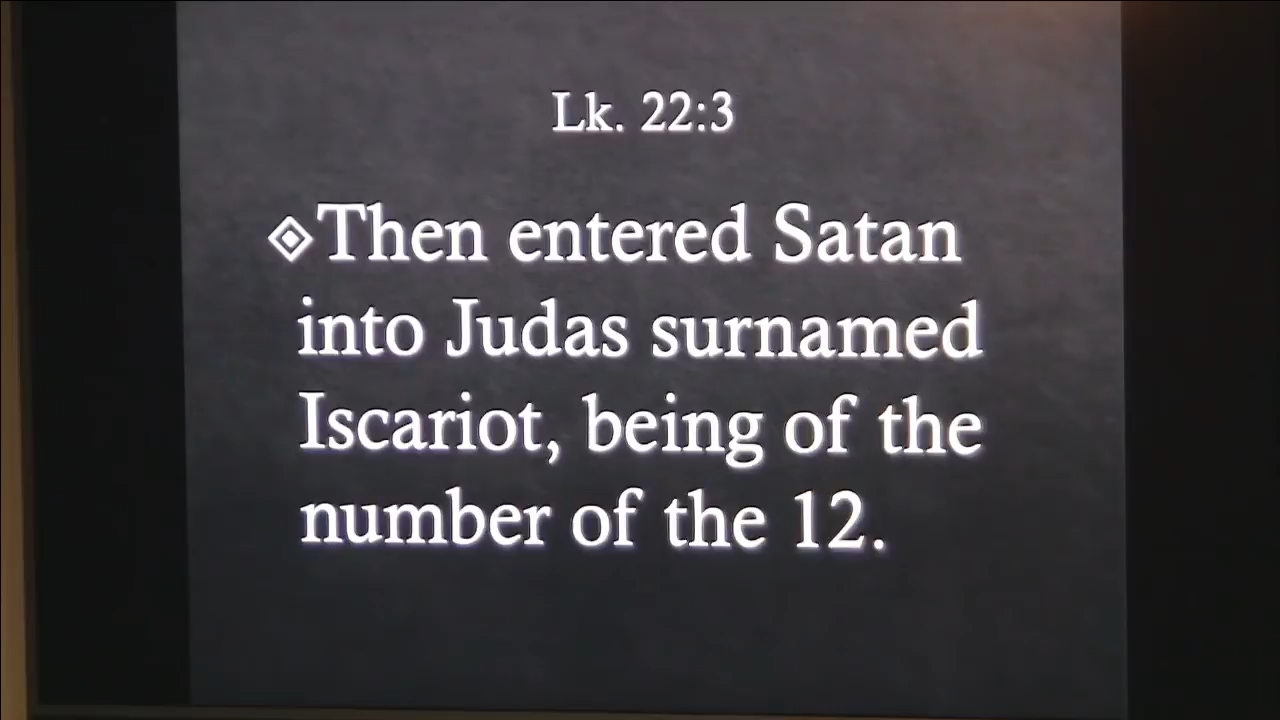 Lk. 22:3
Then entered Satan
into Judas surnamed
Iscariot, being of the
number of the 12.